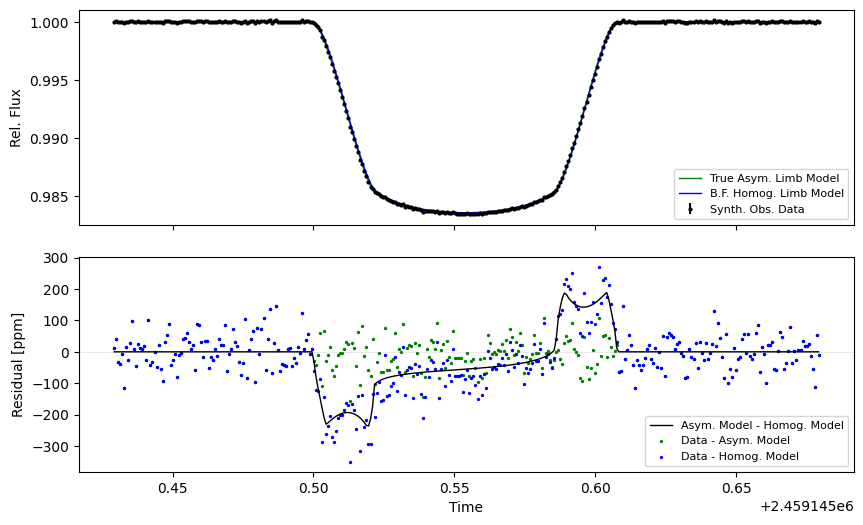 1.000
0.995
0.990
0.985
Rel. Flux
True Asym. Limb Model
B.F. Homog. Limb Model
Synth. Obs. Data
300
200
100
0
−100
−200
−300
Residual [ppm]
Asym. Model - Homog. Model
Data - Asym. Model
Data - Homog. Model
0.45
0.50
0.55
0.60
0.65
Time
+2.459145e6